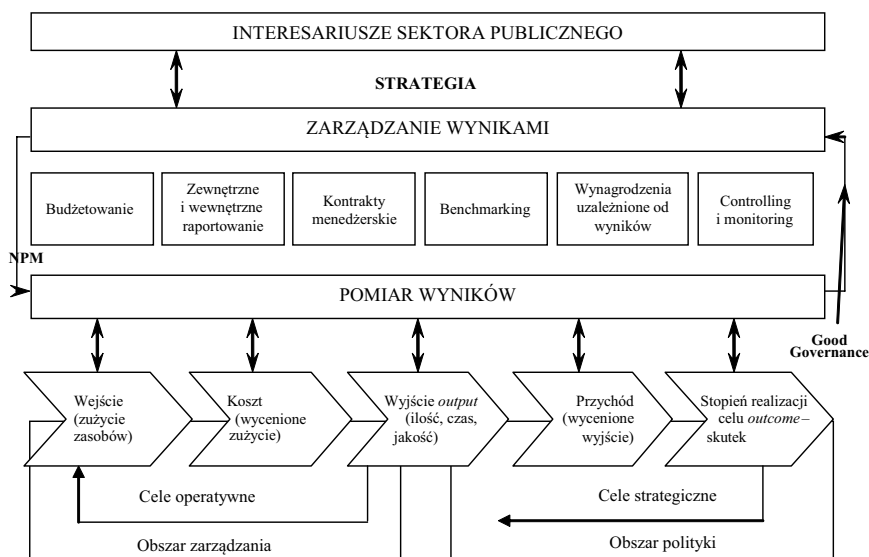 INTERESARIUSZE SEKTORA PUBLICZNEGO
STRATEGIA
ZARZĄDZANIE WYNIKAMI
Budżetowanie
Zewnętrzne
i wewnętrzne
raportowanie
Kontrakty
menedżerskie
Benchmarking
Wynagrodzenia
uzależnione od
wyników
Controlling
i monitoring
NPM
POMIAR WYNIKÓW
Good
Governance
Wejście
(zużycie
zasobów)
Koszt
(wycenione
zużycie)
Wyjście output
(ilość, czas,
jakość)
Przychód
(wycenione
wyjście)
Stopień realizacji
celu outcome–
skutek
Cele operatywne
Cele strategiczne
Obszar zarządzania
Obszar polityki